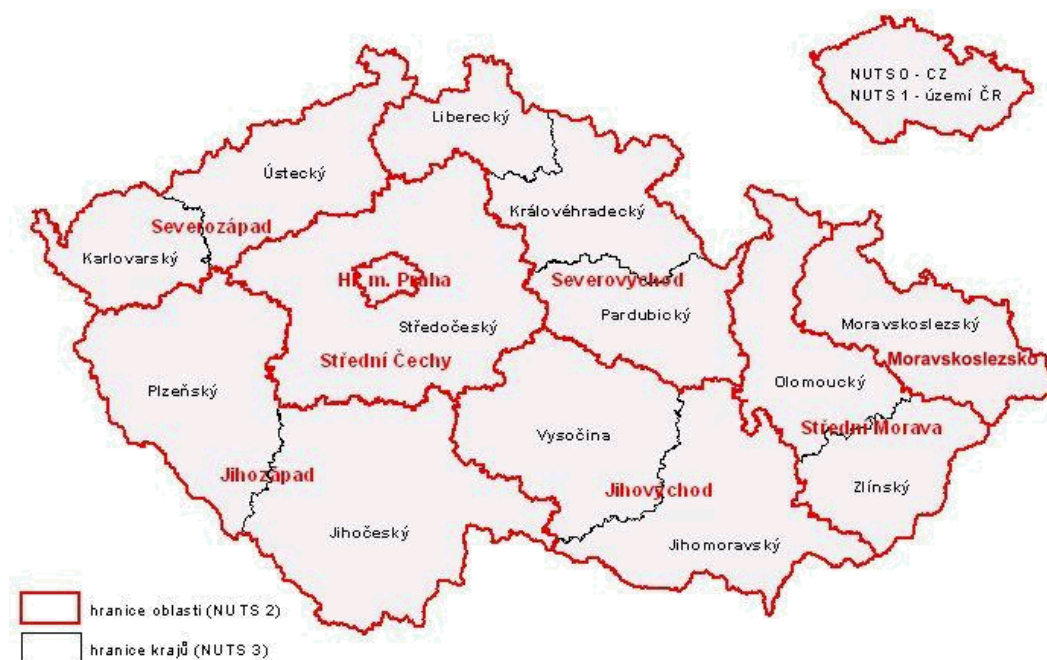 NUTS 0 - CZ
NUTS 1 - území ČR
Liberecký
Ústecký
Královéhradecký
Severozápad
Karlovarský
Hl. m. Praha
Severovýchod
Pardubický
Středočeský
Moravskoslezský
Střední Čechy
Moravskoslezsko
Plzeňský
Olomoucký
Vysočina
Střední Morava
Jihozápad
Jihovýchod
Zlínský
Jihočeský
Jihomoravský
hranice oblastí (NUTS 2)
hranice krajů (NUTS 3)